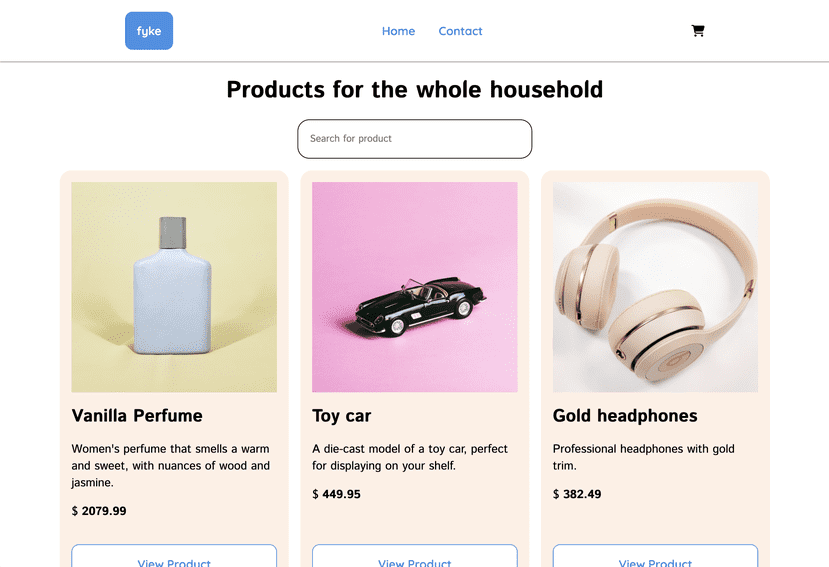 fyke
Home
Contact
Products for the whole household
Search for product
Vanilla Perfume
Women's perfume that smells a warm
and sweet, with nuances of wood and
jasmine.
$ 2079.99
View Product
Toy car
A die-cast model of a toy car, perfect
for displaying on your shelf.
$ 449.95
View Product
Gold headphones
Professional headphones with gold
trim.
$ 382.49
View Product